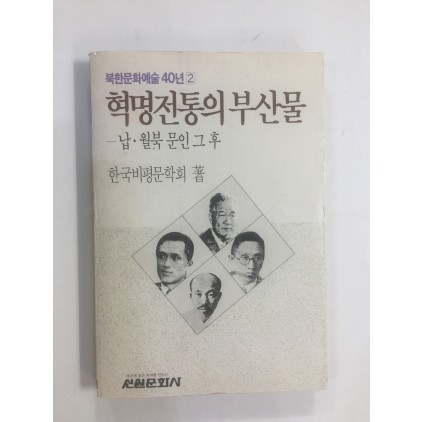 북한문화예술 40년 2
혁명전통의 부산물
- 납·월북 문인 그 후
한국비평문학회 著
신원문화사